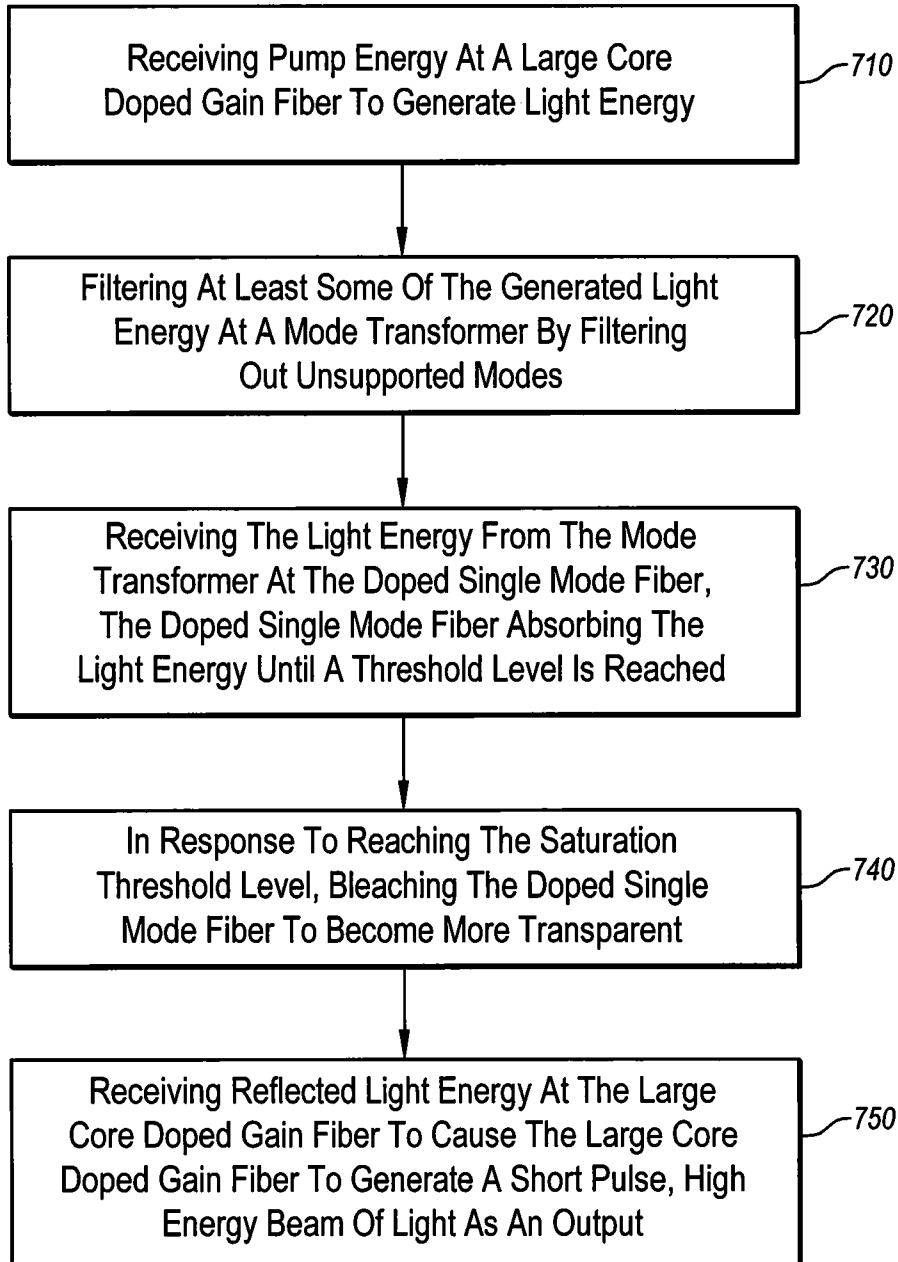 Receiving Pump Energy At A Large Core
Doped Gain Fiber To Generate Light Energy
710
Filtering At Least Some Of The Generated Light
Energy At A Mode Transformer By Filtering
Out Unsupported Modes
720
Receiving The Light Energy From The Mode
Transformer At The Doped Single Mode Fiber,
The Doped Single Mode Fiber Absorbing The
Light Energy Until A Threshold Level Is Reached
730
In Response To Reaching The Saturation
Threshold Level, Bleaching The Doped Single
Mode Fiber To Become More Transparent
740
Receiving Reflected Light Energy At The Large
Core Doped Gain Fiber To Cause The Large Core
Doped Gain Fiber To Generate A Short Pulse, High
Energy Beam Of Light As An Output
750